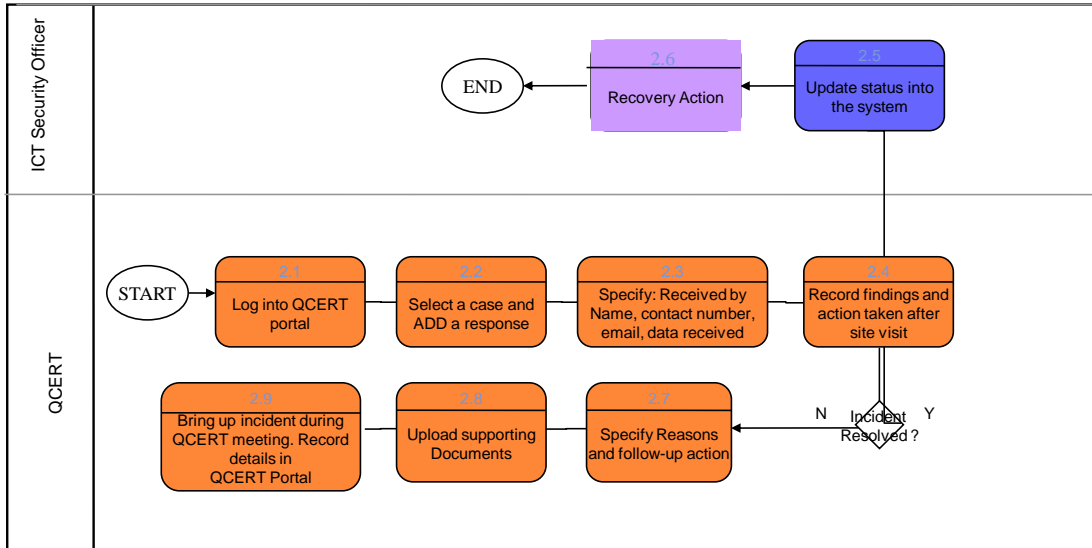 ICT Security Officer
END
2.6
Recovery Action
2.5
Update status into
the system
QCERT
START
2.1
Log into QCERT
portal
2.2
Select a case and
ADD a response
2.3
Specify: Received by
Name, contact number,
email, data received
2.4
Record findings and
action taken after
site visit
2.9
Bring up incident during
QCERT meeting. Record
details in
QCERT Portal
2.8
Upload supporting
Documents
2.7
Specify Reasons
and follow-up action
N
Incident
Resolved ?
Y